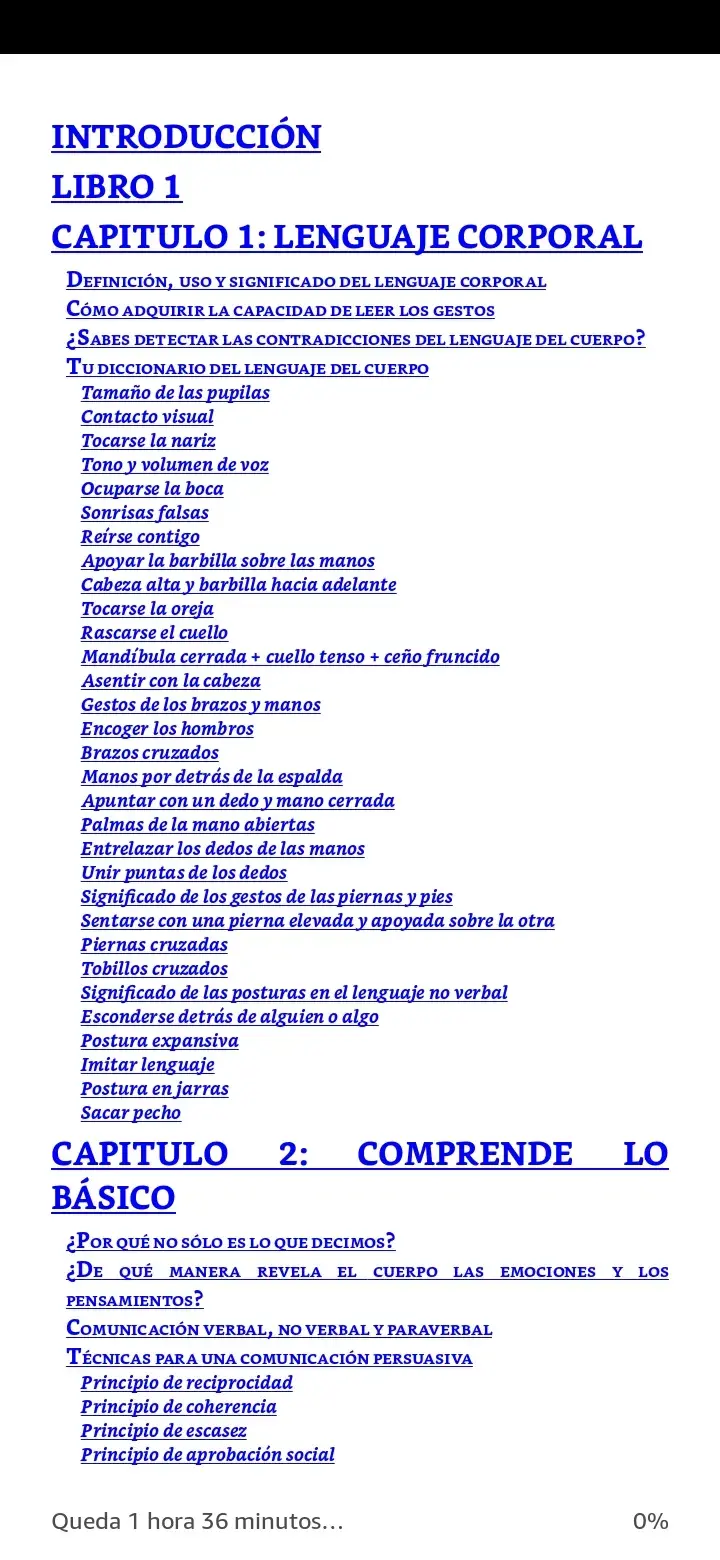 INTRODUCCIÓN
LIBRO 1
CAPITULO 1: LENGUAJE CORPORAL
Definición, uso y significado del lenguaje corporal
Cómo adquirir la capacidad de leer los gestos
¿Sabes detectar las contradicciones del lenguaje del cuerpo?
Tu diccionario del lenguaje del cuerpo
Tamaño de las pupilas
Contacto visual
Tocarse la nariz
Tono y volumen de voz
Ocuparse la boca
Sonrisas falsas
Reírse contigo
Apoyar la barbilla sobre las manos
Cabeza alta y barbilla hacia adelante
Tocarse la oreja
Rascarse el cuello
Mandíbula cerrada + cuello tenso + ceño fruncido
Asentir con la cabeza
Gestos de los brazos y manos
Encoger los hombros
Brazos cruzados
Manos por detrás de la espalda
Apuntar con un dedo y mano cerrada
Palmas de la mano abiertas
Entrelazar los dedos de las manos
Unir puntas de los dedos
Significado de los gestos de las piernas y pies
Sentarse con una pierna elevada y apoyada sobre la otra
Piernas cruzadas
Tobillos cruzados
Significado de las posturas en el lenguaje no verbal
Esconderse detrás de alguien o algo
Postura expansiva
Imitar lenguaje
Postura en jarras
Sacar pecho
CAPITULO 2: COMPRENDE LO
BÁSICO
¿Por qué no sólo es lo que decimos?
¿De qué manera revela el cuerpo las emociones y los
pensamientos?
Comunicación verbal, no verbal y paraverbal
Técnicas para una comunicación persuasiva
Principio de reciprocidad
Principio de coherencia
Principio de escasez
Principio de aprobación social
Queda 1 hora 36 minutos... 0%